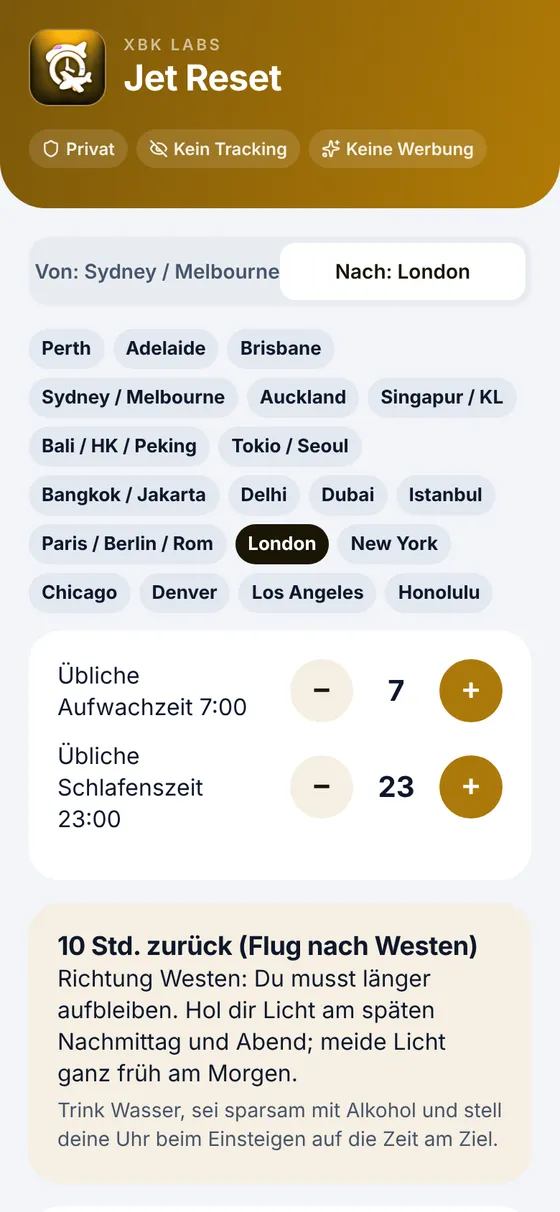 XBK LABS
Jet Reset
Privat
Kein Tracking
Keine Werbung
Von: Sydney / Melbourne
Nach: London
Perth
Adelaide
Brisbane
Sydney / Melbourne
Auckland
Singapur / KL
Bali / HK / Peking
Tokio / Seoul
Bangkok / Jakarta
Delhi
Dubai
Istanbul
Paris / Berlin / Rom
London
New York
Chicago
Denver
Los Angeles
Honolulu
Übliche
Aufwachzeit 7:00
− 7 +
Übliche
Schlafenszeit
23:00
− 23 +
10 Std. zurück (Flug nach Westen)
Richtung Westen: Du musst länger
aufbleiben. Hol dir Licht am späten
Nachmittag und Abend; meide Licht
ganz früh am Morgen.
Trink Wasser, sei sparsam mit Alkohol und stell
deine Uhr beim Einsteigen auf die Zeit am Ziel.